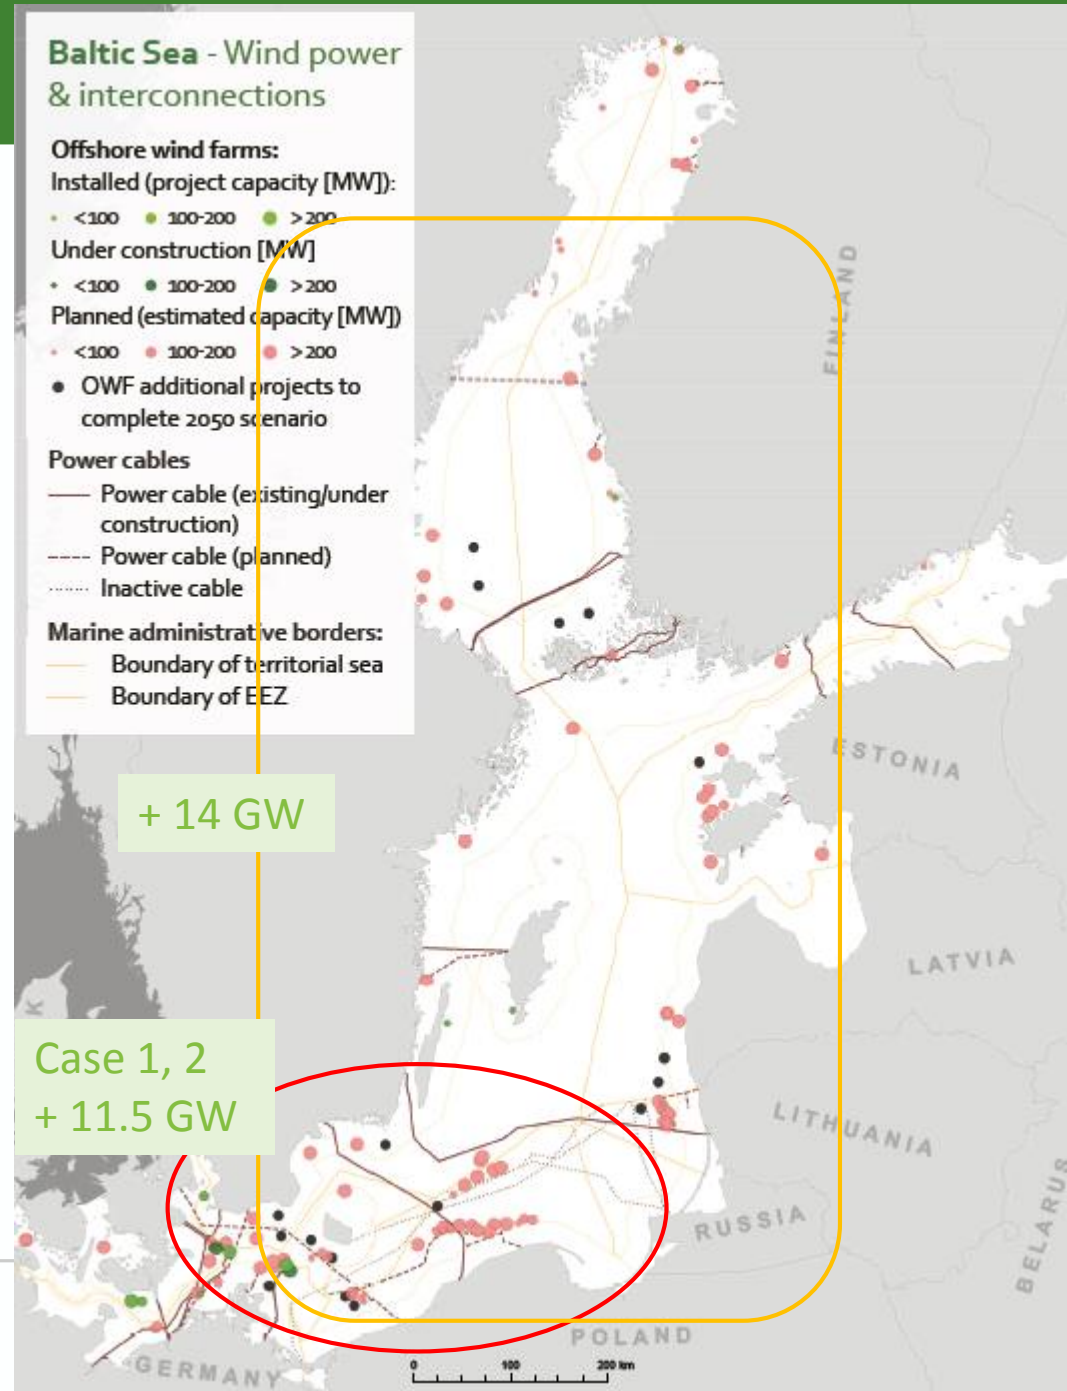 Baltic Sea - Wind power
& interconnections
Offshore wind farms:
Installed (project capacity [MW]):
<100 100-200 >200
Under construction [MW]
<100 100-200 >200
Planned (estimated capacity [MW])
<100 100-200 >200
OWF additional projects to
complete 2050 scenario
Power cables
Power cable (existing/under
construction)
Power cable (planned)
Inactive cable
Marine administrative borders:
Boundary of territorial sea
Boundary of EEZ
FINLAND
ESTONIA
+ 14 GW
LATVIA
K
Case 1, 2
+ 11.5 GW
LITHUANIA
BELARUS
RUSSIA
POLAND
GERMANY
0 100 200 km